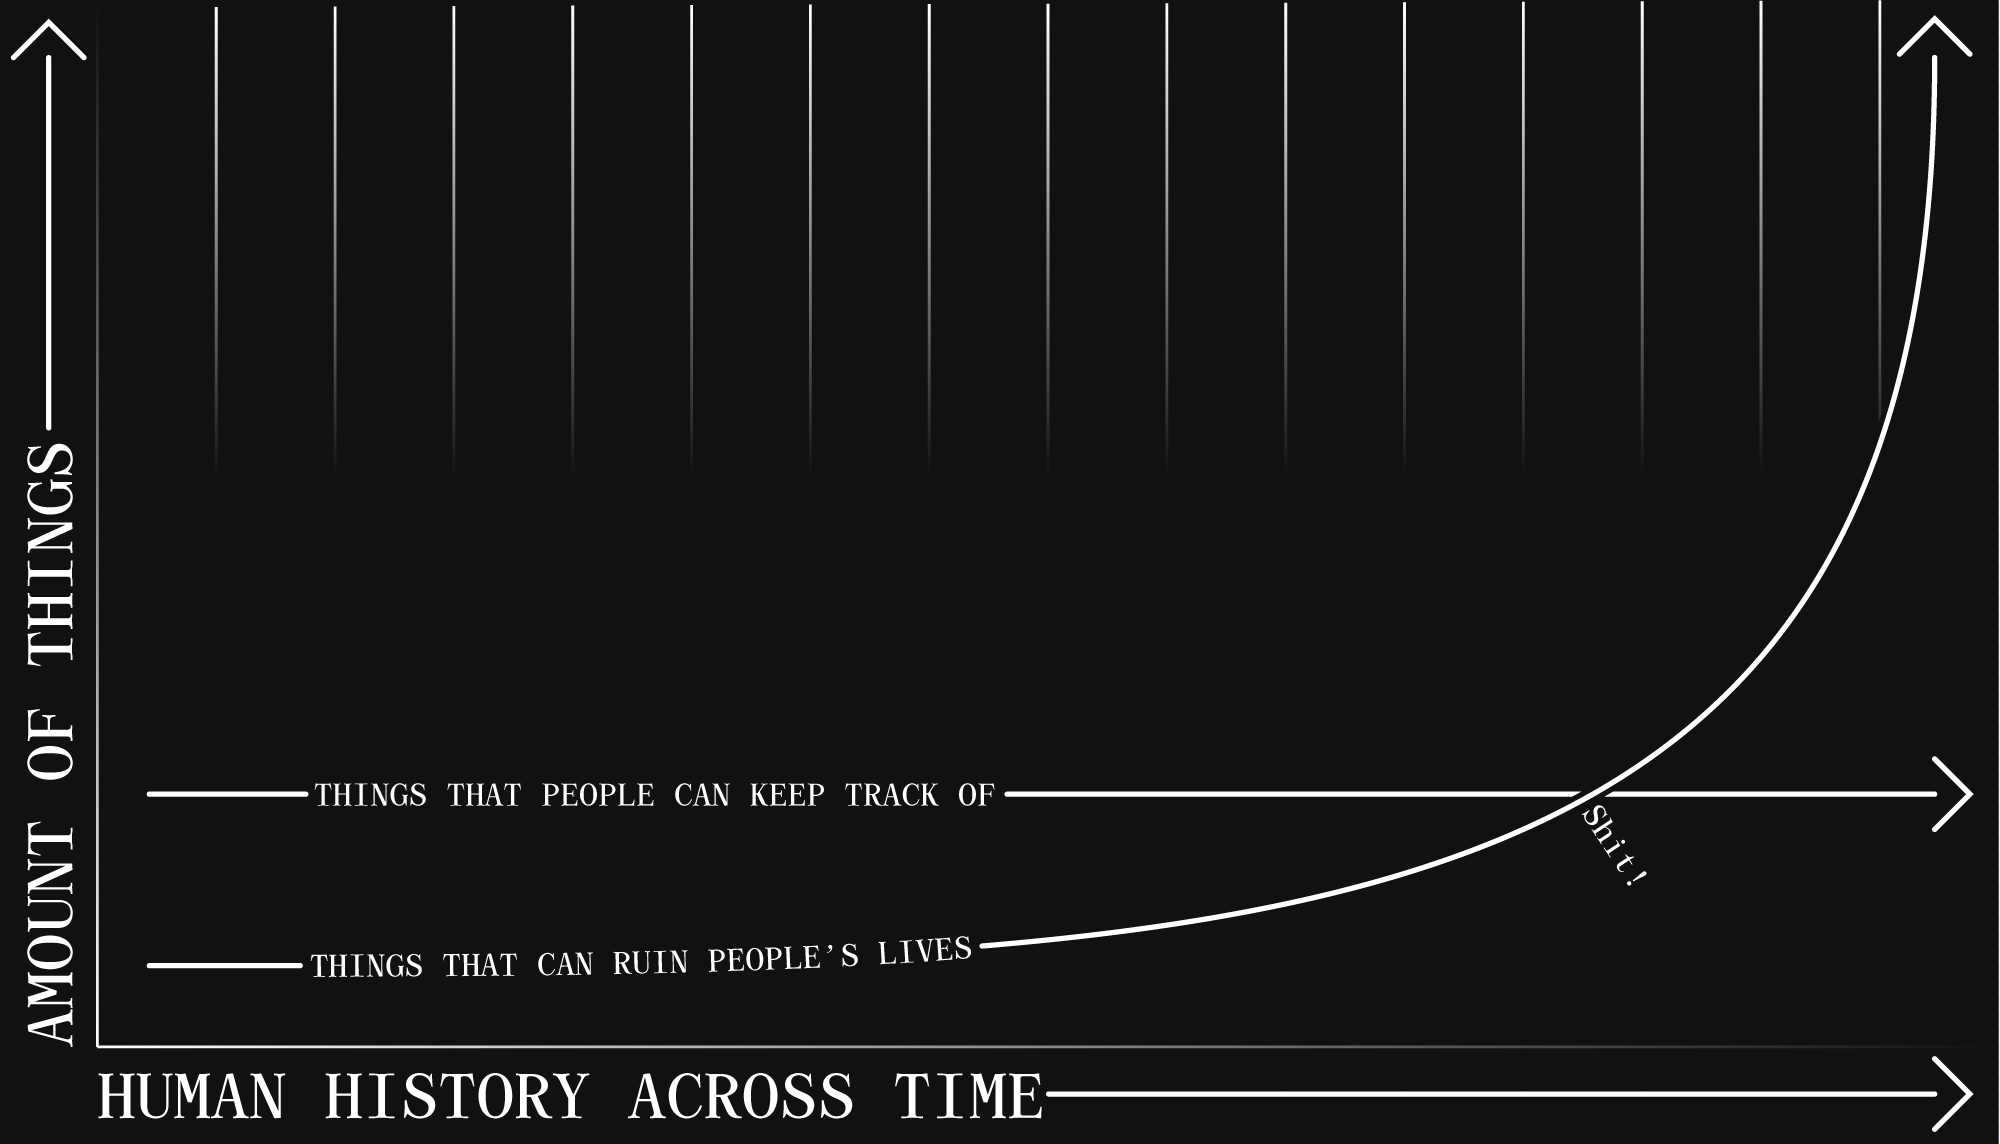 AMOUNT OF THINGS
THINGS THAT PEOPLE CAN KEEP TRACK OF
Shit!
THINGS THAT CAN RUIN PEOPLE’S LIVES
HUMAN HISTORY ACROSS TIME